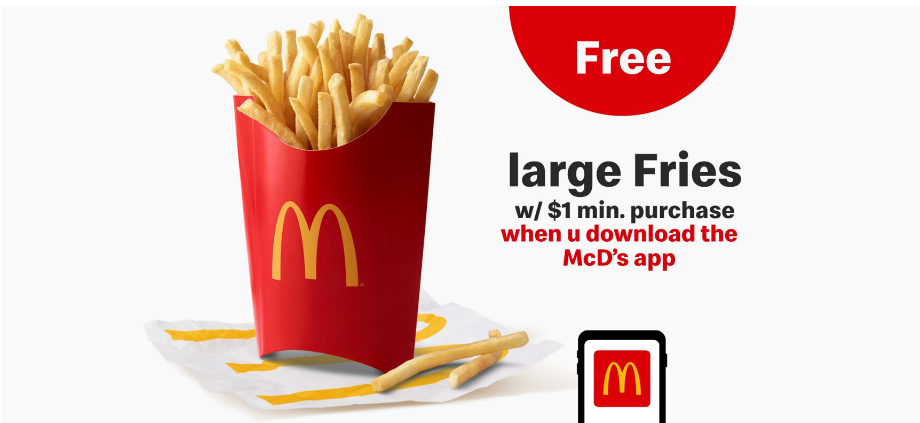 Free
large Fries
w/ $1 min. purchase
when u download the
McD’s app